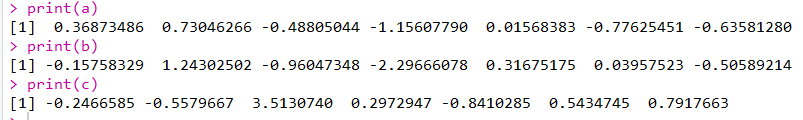 > print(a)
[1]  0.36873486  0.73046266 -0.48805044 -1.15607790  0.01568383 -0.77625451 -0.63581280
> print(b)
[1] -0.15758329  1.24302502 -0.96047348 -2.29666078  0.31675175  0.03957523 -0.50589214
> print(c)
[1] -0.2466585 -0.5579667  3.5130740  0.2972947 -0.8410285  0.5434745  0.7917663